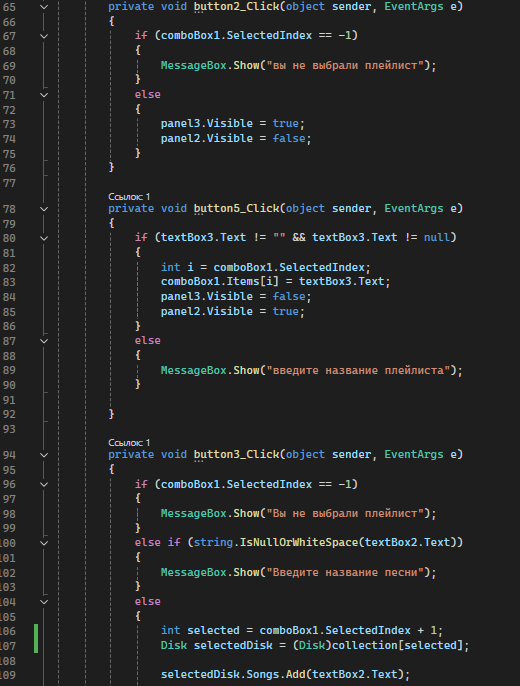 65 private void button2_Click(object sender, EventArgs e)
66 {
67 if (comboBox1.SelectedIndex == -1)
68 {
69 MessageBox.Show("вы не выбрали плейлист");
70 }
71 else
72 {
73 panel3.Visible = true;
74 panel2.Visible = false;
75 }
76 }
77
Ссылок: 1
78 private void button5_Click(object sender, EventArgs e)
79 {
80 if (textBox3.Text != "" && textBox3.Text != null)
81 {
82 int i = comboBox1.SelectedIndex;
83 comboBox1.Items[i] = textBox3.Text;
84 panel3.Visible = false;
85 panel2.Visible = true;
86 }
87 else
88 {
89 MessageBox.Show("введите название плейлиста");
90 }
91
92 }
93
Ссылок: 1
94 private void button3_Click(object sender, EventArgs e)
95 {
96 if (comboBox1.SelectedIndex == -1)
97 {
98 MessageBox.Show("Вы не выбрали плейлист");
99 }
100 else if (string.IsNullOrWhiteSpace(textBox2.Text))
101 {
102 MessageBox.Show("Введите название песни");
103 }
104 else
105 {
106 int selected = comboBox1.SelectedIndex + 1;
107 Disk selectedDisk = (Disk)collection[selected];
108
109 selectedDisk.Songs.Add(textBox2.Text);